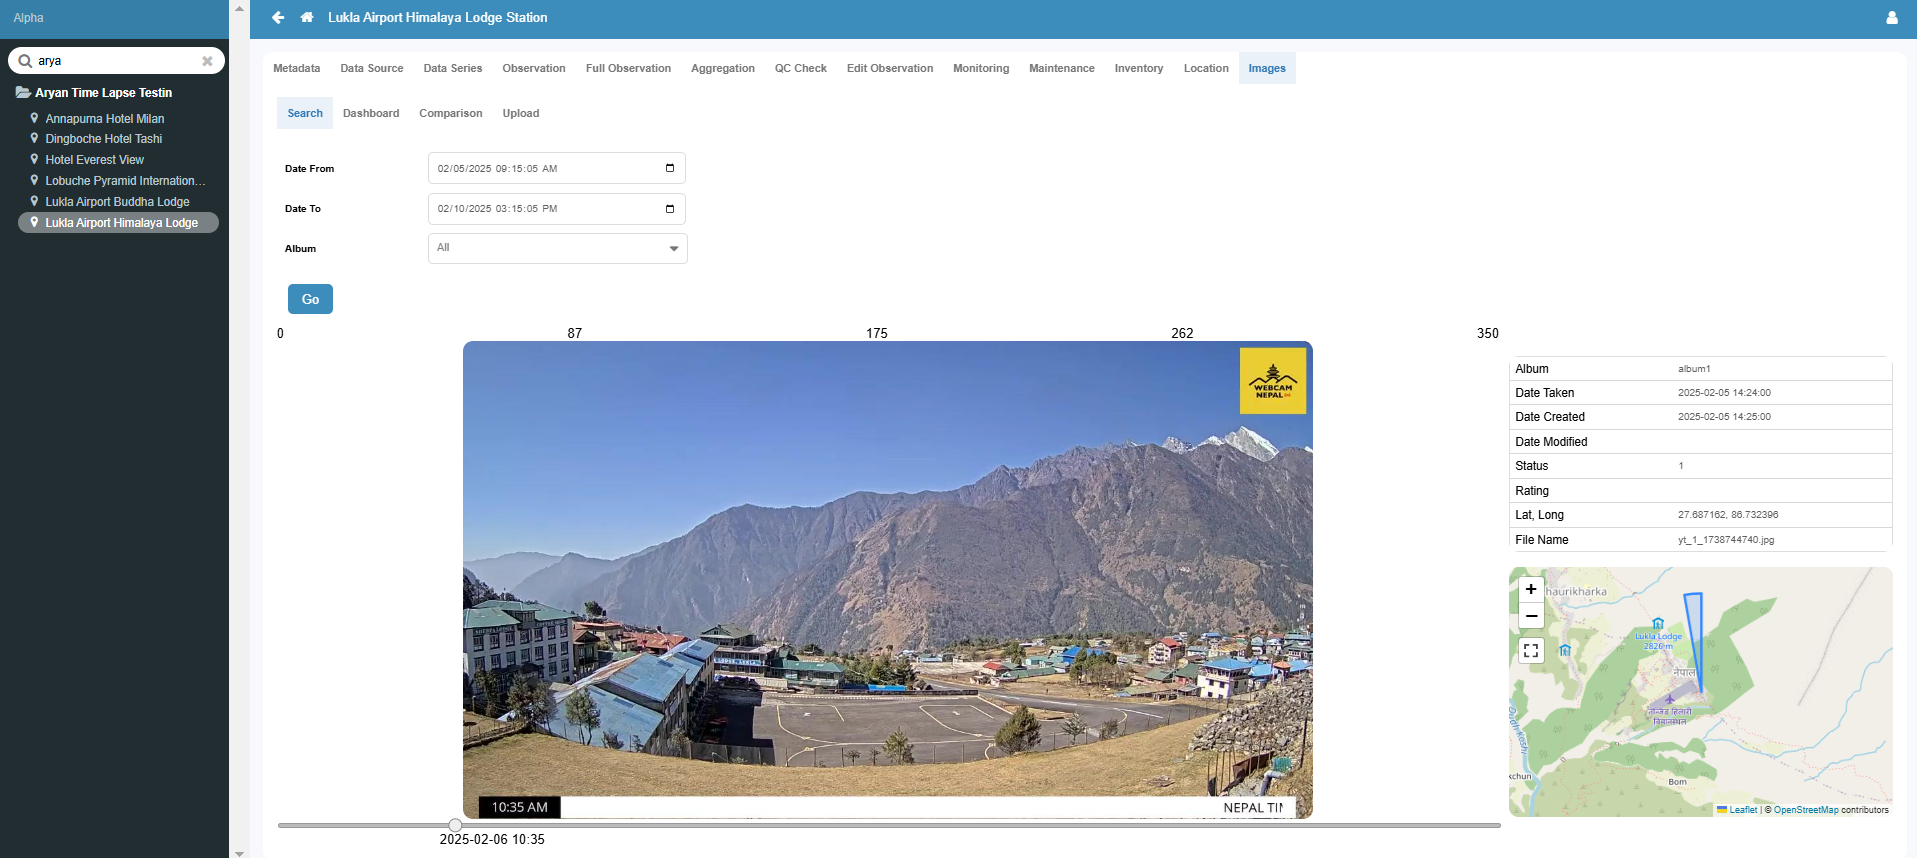 Alpha
Lukla Airport Himalaya Lodge Station
arya
Aryan Time Lapse Testin
Annapurna Hotel Milan
Dingboche Hotel Tashi
Hotel Everest View
Lobuche Pyramid Internation...
Lukla Airport Buddha Lodge
Lukla Airport Himalaya Lodge
Metadata Data Source Data Series Observation Full Observation Aggregation QC Check Edit Observation Monitoring Maintenance Inventory Location Images
Search Dashboard Comparison Upload
Date From 02/05/2025 09:15:05 AM
Date To 02/10/2025 03:15:05 PM
Album All
Go
0 87 175 262 350
WEBCAM
NEPAL
10:35 AM NEPAL TI
2025-02-06 10:35
Album album1
Date Taken 2025-02-05 14:24:00
Date Created 2025-02-05 14:25:00
Date Modified
Status 1
Rating
Lat, Long 27.687162, 86.732396
File Name yt_1_1738744740.jpg
+
−
haurikharka
Lukla Lodge
2826 m
नेपाल
तेन्जिङ हिलारी
विमानस्थल
Dudh Koshi
kchun
Bom
Leaflet | © OpenStreetMap contributors